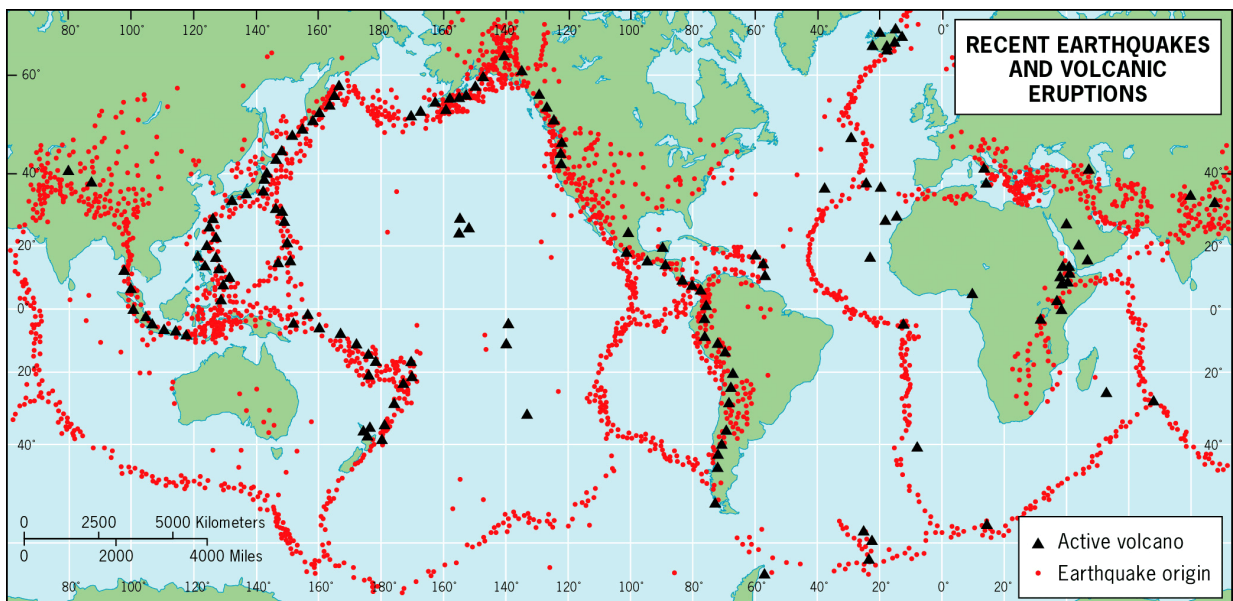 80° 100° 120° 140° 160° 180° 160° 140° 120° 100° 80° 60° 40° 20° 0°
RECENT EARTHQUAKES
AND VOLCANIC
ERUPTIONS
60°
40° 40°
20° 20°
0° 0°
20° 20°
40° 40°
0 2500 5000 Kilometers
0 2000 4000 Miles
Active volcano
Earthquake origin
80° 100° 120° 140° 160° 180° 160° 140° 120° 100° 80° 60° 40° 20° 0° 20°